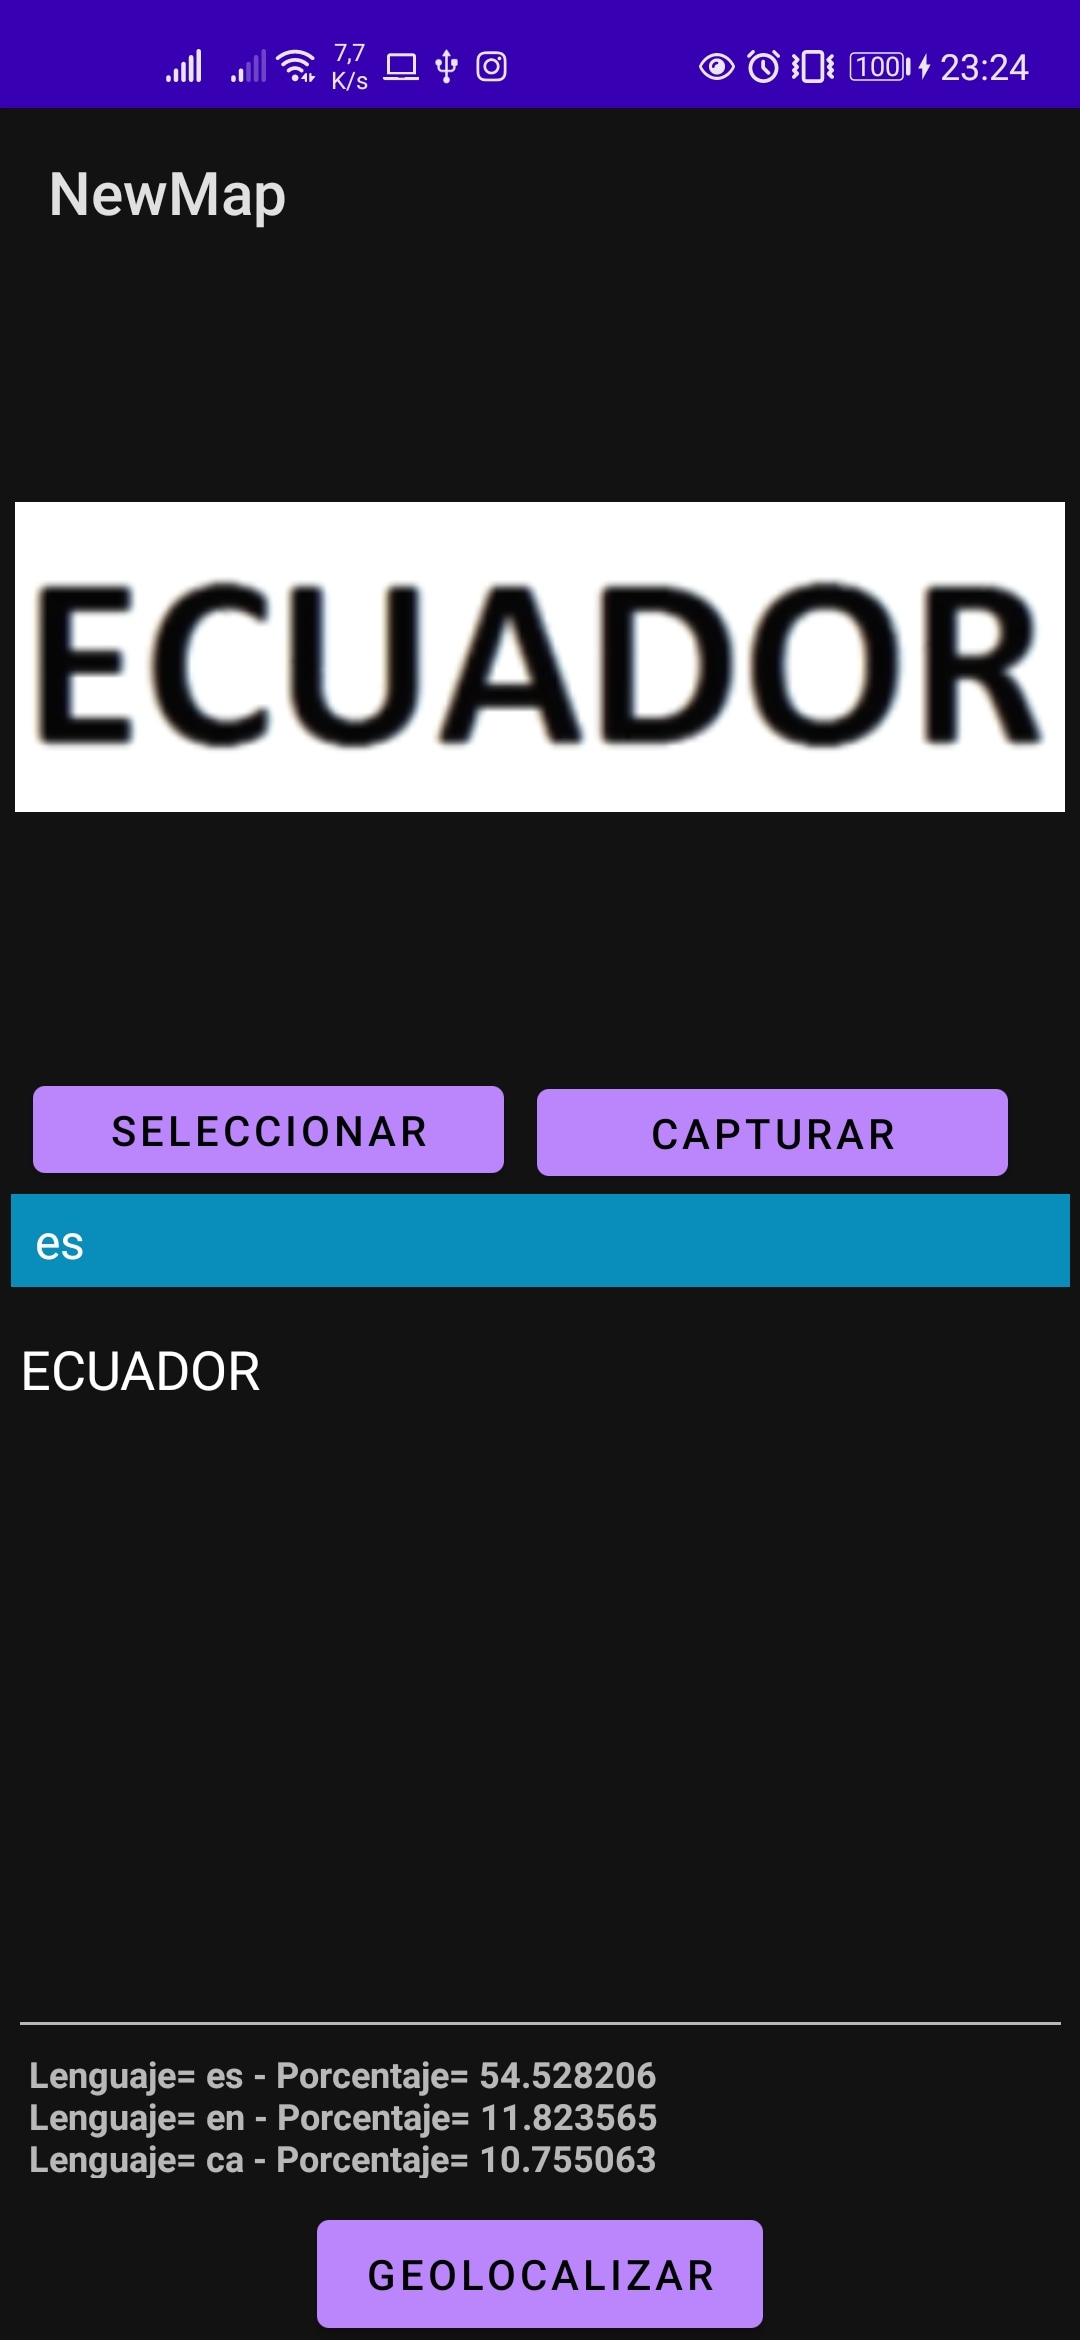 7,7
K/s
100
23:24
NewMap
ECUADOR
SELECCIONAR
CAPTURAR
es
ECUADOR
Lenguaje= es - Porcentaje= 54.528206
Lenguaje= en - Porcentaje= 11.823565
Lenguaje= ca - Porcentaje= 10.755063
GEOLOCALIZAR